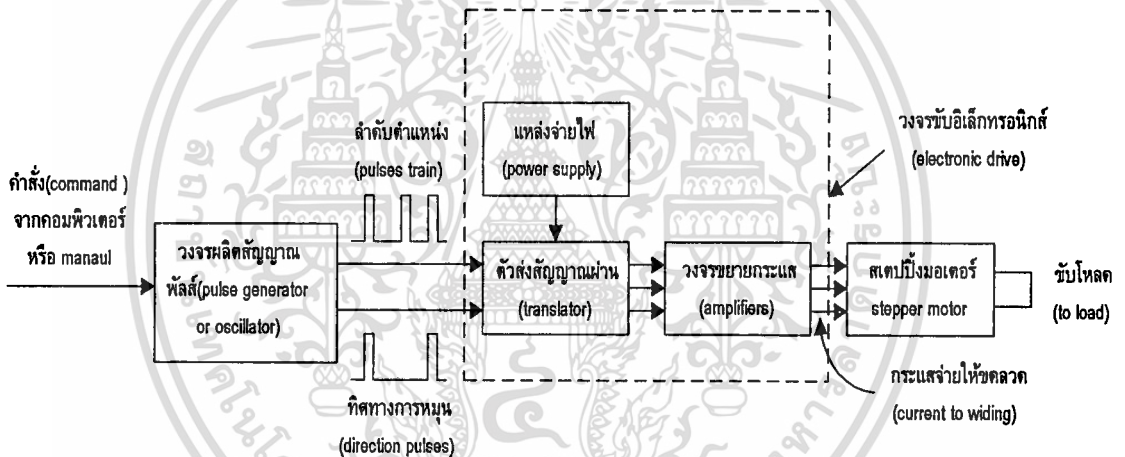 คำสั่ง(command )
จากคอมพิวเตอร์
หรือ manaul
วงจรผลิตสัญญาณ
พัลส์(pulse generator
or oscillator)
ลำดับตำแหน่ง
(pulses train)
ทิศทางการหมุน
(direction pulses)
แหล่งจ่ายไฟ
(power supply)
ตัวส่งสัญญาณผ่าน
(translator)
วงจรขยายกระแส
(amplifiers)
วงจรขับอิเล็กทรอนิกส์
(electronic drive)
สเตปปิ้งมอเตอร์
stepper motor
ขับโหลด
(to load)
กระแสจ่ายให้ขดลวด
(current to widing)